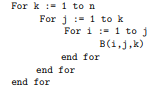 For k := 1 to n
For j := 1 to k
For i := 1 to j
B(i,j,k)
end for
end for
end for